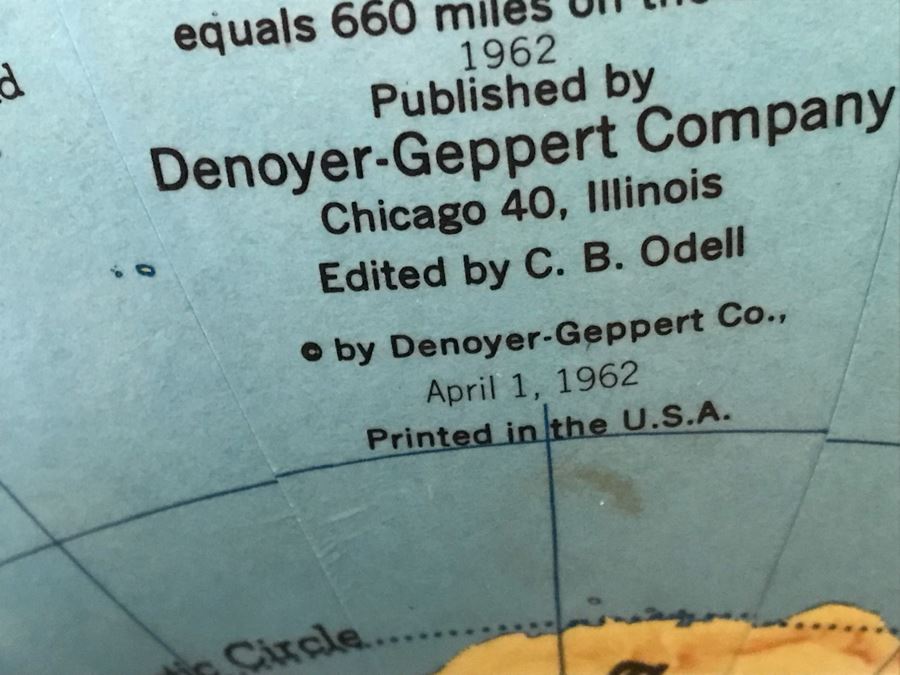 equals 660 miles on
1962
Published by
Denoyer-Geppert Company
Chicago 40, Illinois
Edited by C. B. Odell
© by Denoyer-Geppert Co.,
April 1, 1962
Printed in the U.S.A.
Circle